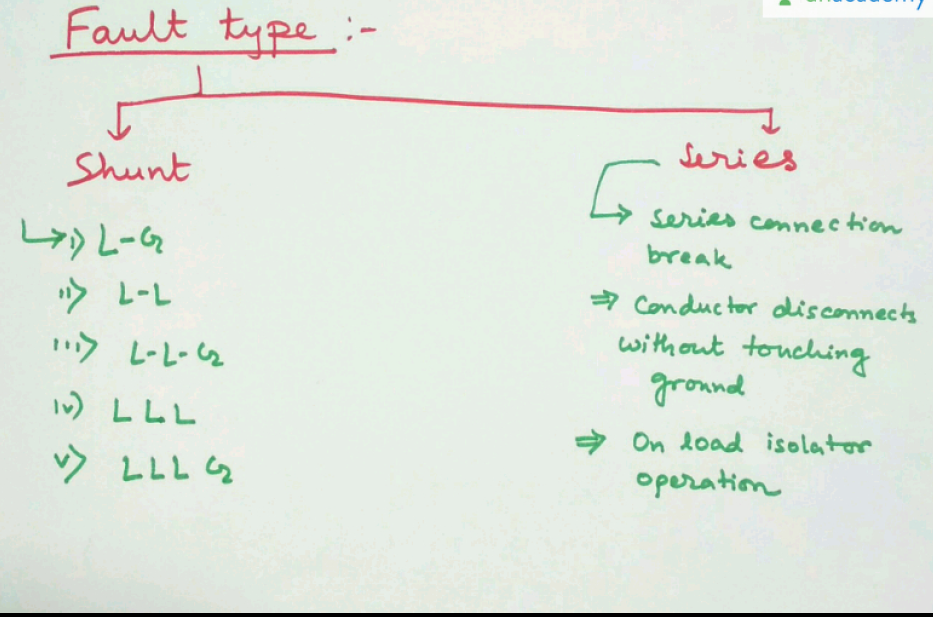 Fault type :-
Shunt
i) L-G
ii) L-L
iii) L-L-G
iv) LLL
v) LLL G
Series
series connection
break
⇒ Conductor disconnects
without touching
ground
⇒ On load isolator
operation